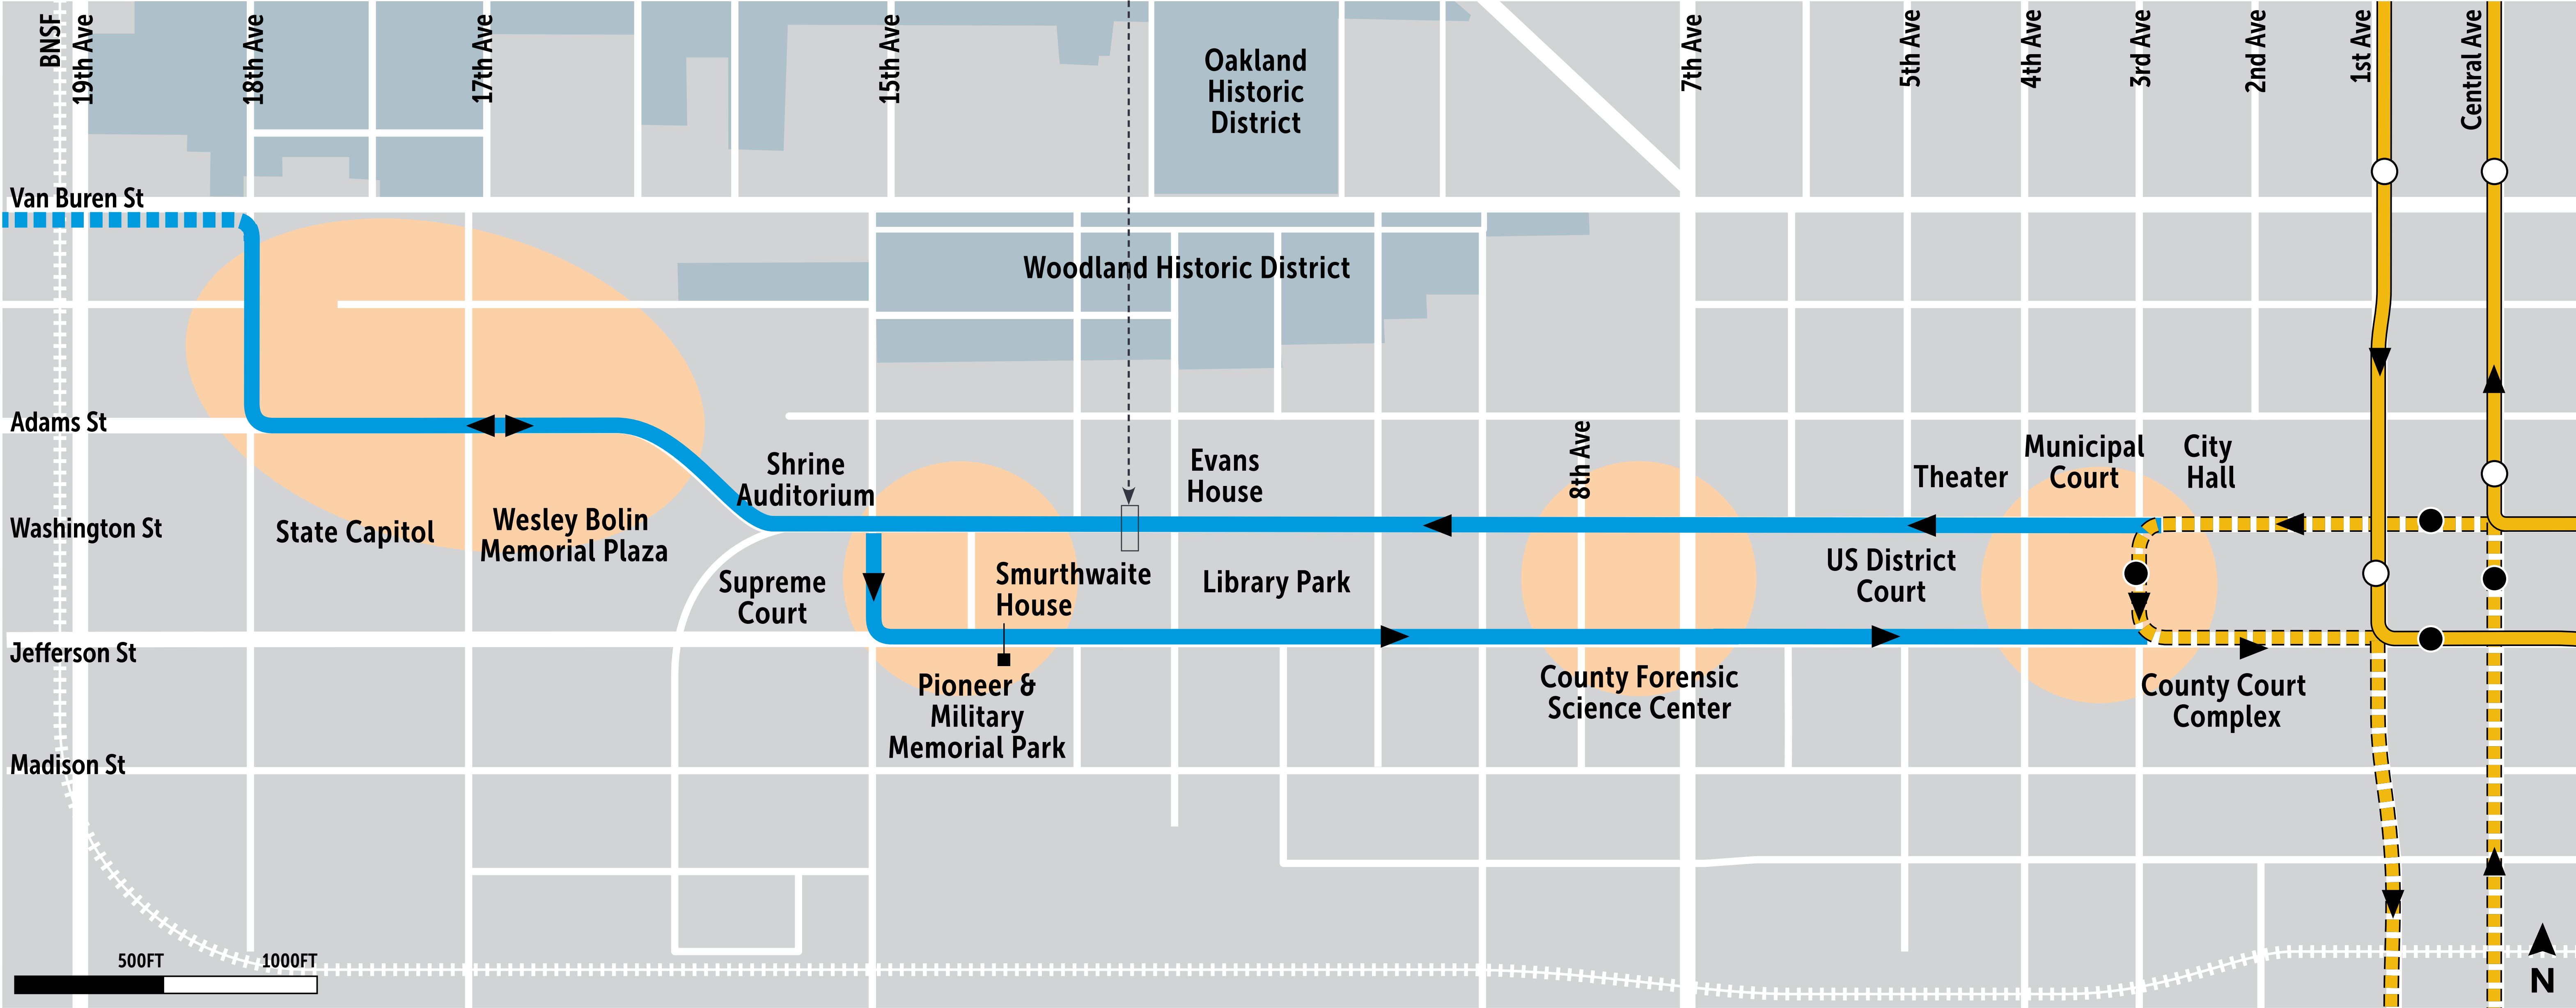 BNSF
19th Ave
18th Ave
17th Ave
15th Ave
7th Ave
5th Ave
4th Ave
3rd Ave
2nd Ave
1st Ave
Central Ave
Oakland
Historic
District
Van Buren St
Woodland Historic District
Adams St
8th Ave
Shrine
Auditorium
Evans
House
Theater
Municipal
Court
City
Hall
Washington St
State Capitol
Wesley Bolin
Memorial Plaza
Supreme
Court
Smurthwaite
House
Library Park
US District
Court
Jefferson St
Pioneer &
Military
Memorial Park
County Forensic
Science Center
County Court
Complex
Madison St
500FT
1000FT
N